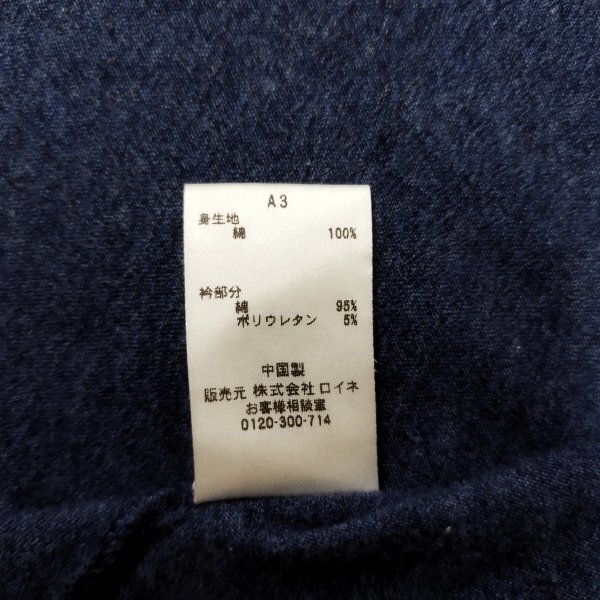 A3
身生地
綿 100%
衿部分
綿 95%
ポリウレタン 5%
中国製
販売元 株式会社ロイネ
お客様相談室
0120-300-714